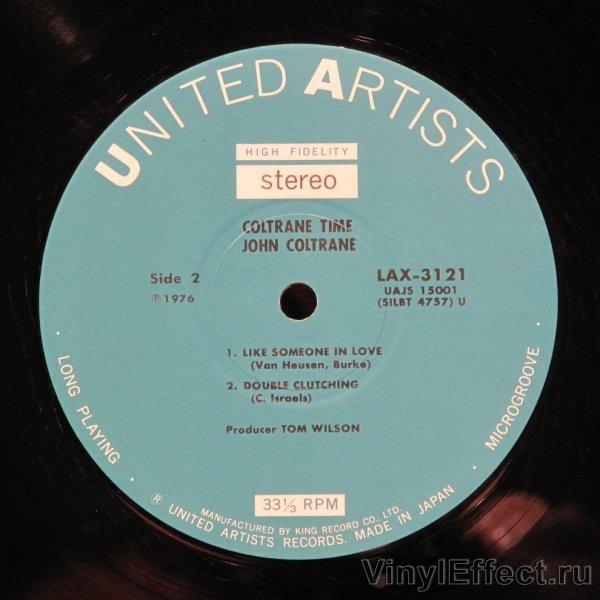 UNITED ARTISTS
HIGH FIDELITY
stereo
COLTRANE TIME
JOHN COLTRANE
Side 2
℗ 1976
LAX-3121
UAJS 15001
(SILBT 4757) U
1. LIKE SOMEONE IN LOVE
(Van Heusen, Burke)
2. DOUBLE CLUTCHING
(C. Israels)
Producer TOM WILSON
· LONG PLAYING ·
· MICROGROOVE ·
33⅓ RPM
MANUFACTURED BY KING RECORD CO., LTD.
® UNITED ARTISTS RECORDS. MADE IN JAPAN
VinylEffect.ru